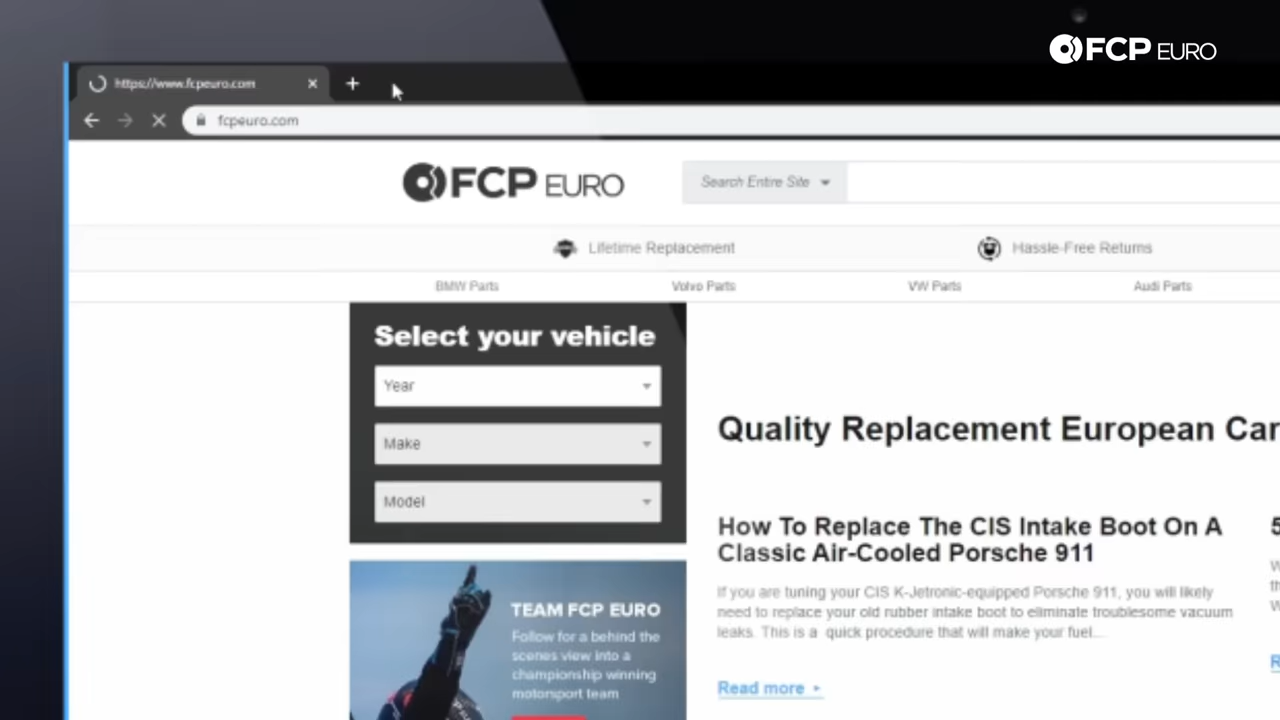 FCP EURO
https://www.fcpeuro.com
fcpeuro.com
FCP EURO
Search Entire Site
Lifetime Replacement
Hassle-Free Returns
BMW Parts
Volvo Parts
VW Parts
Audi Parts
Select your vehicle
Year
Make
Model
Quality Replacement European Car
How To Replace The CIS Intake Boot On A
Classic Air-Cooled Porsche 911
If you are tuning your CIS K-Jetronic-equipped Porsche 911, you will likely
need to replace your old rubber intake boot to eliminate troublesome vacuum
leaks. This is a quick procedure that will make your fuel...
Read more
5
TEAM FCP EURO
Follow for a behind the
scenes view into a
championship winning
motorsport team